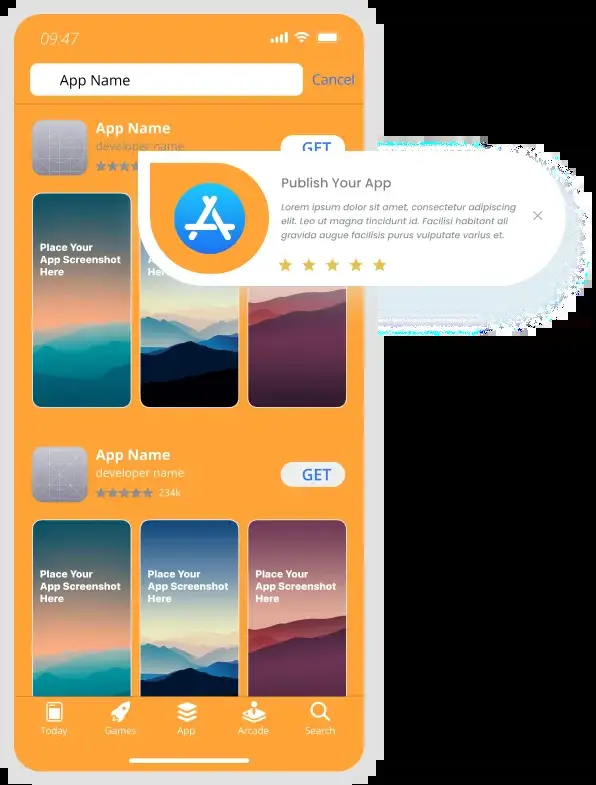 09:47
App Name
Cancel
App Name
developer name
GET
Publish Your App
Lorem ipsum dolor sit amet, consectetur adipiscing
elit. Leo ut magna tincidunt id. Facilisi habitant all
gravida augue facilisis purus vulputate varius et.
Place Your
App Screenshot
Here
Here
App Name
developer name
234k
GET
Place Your
App Screenshot
Here
Place Your
App Screenshot
Here
Place Your
App Screenshot
Here
Today
Games
App
Arcade
Search